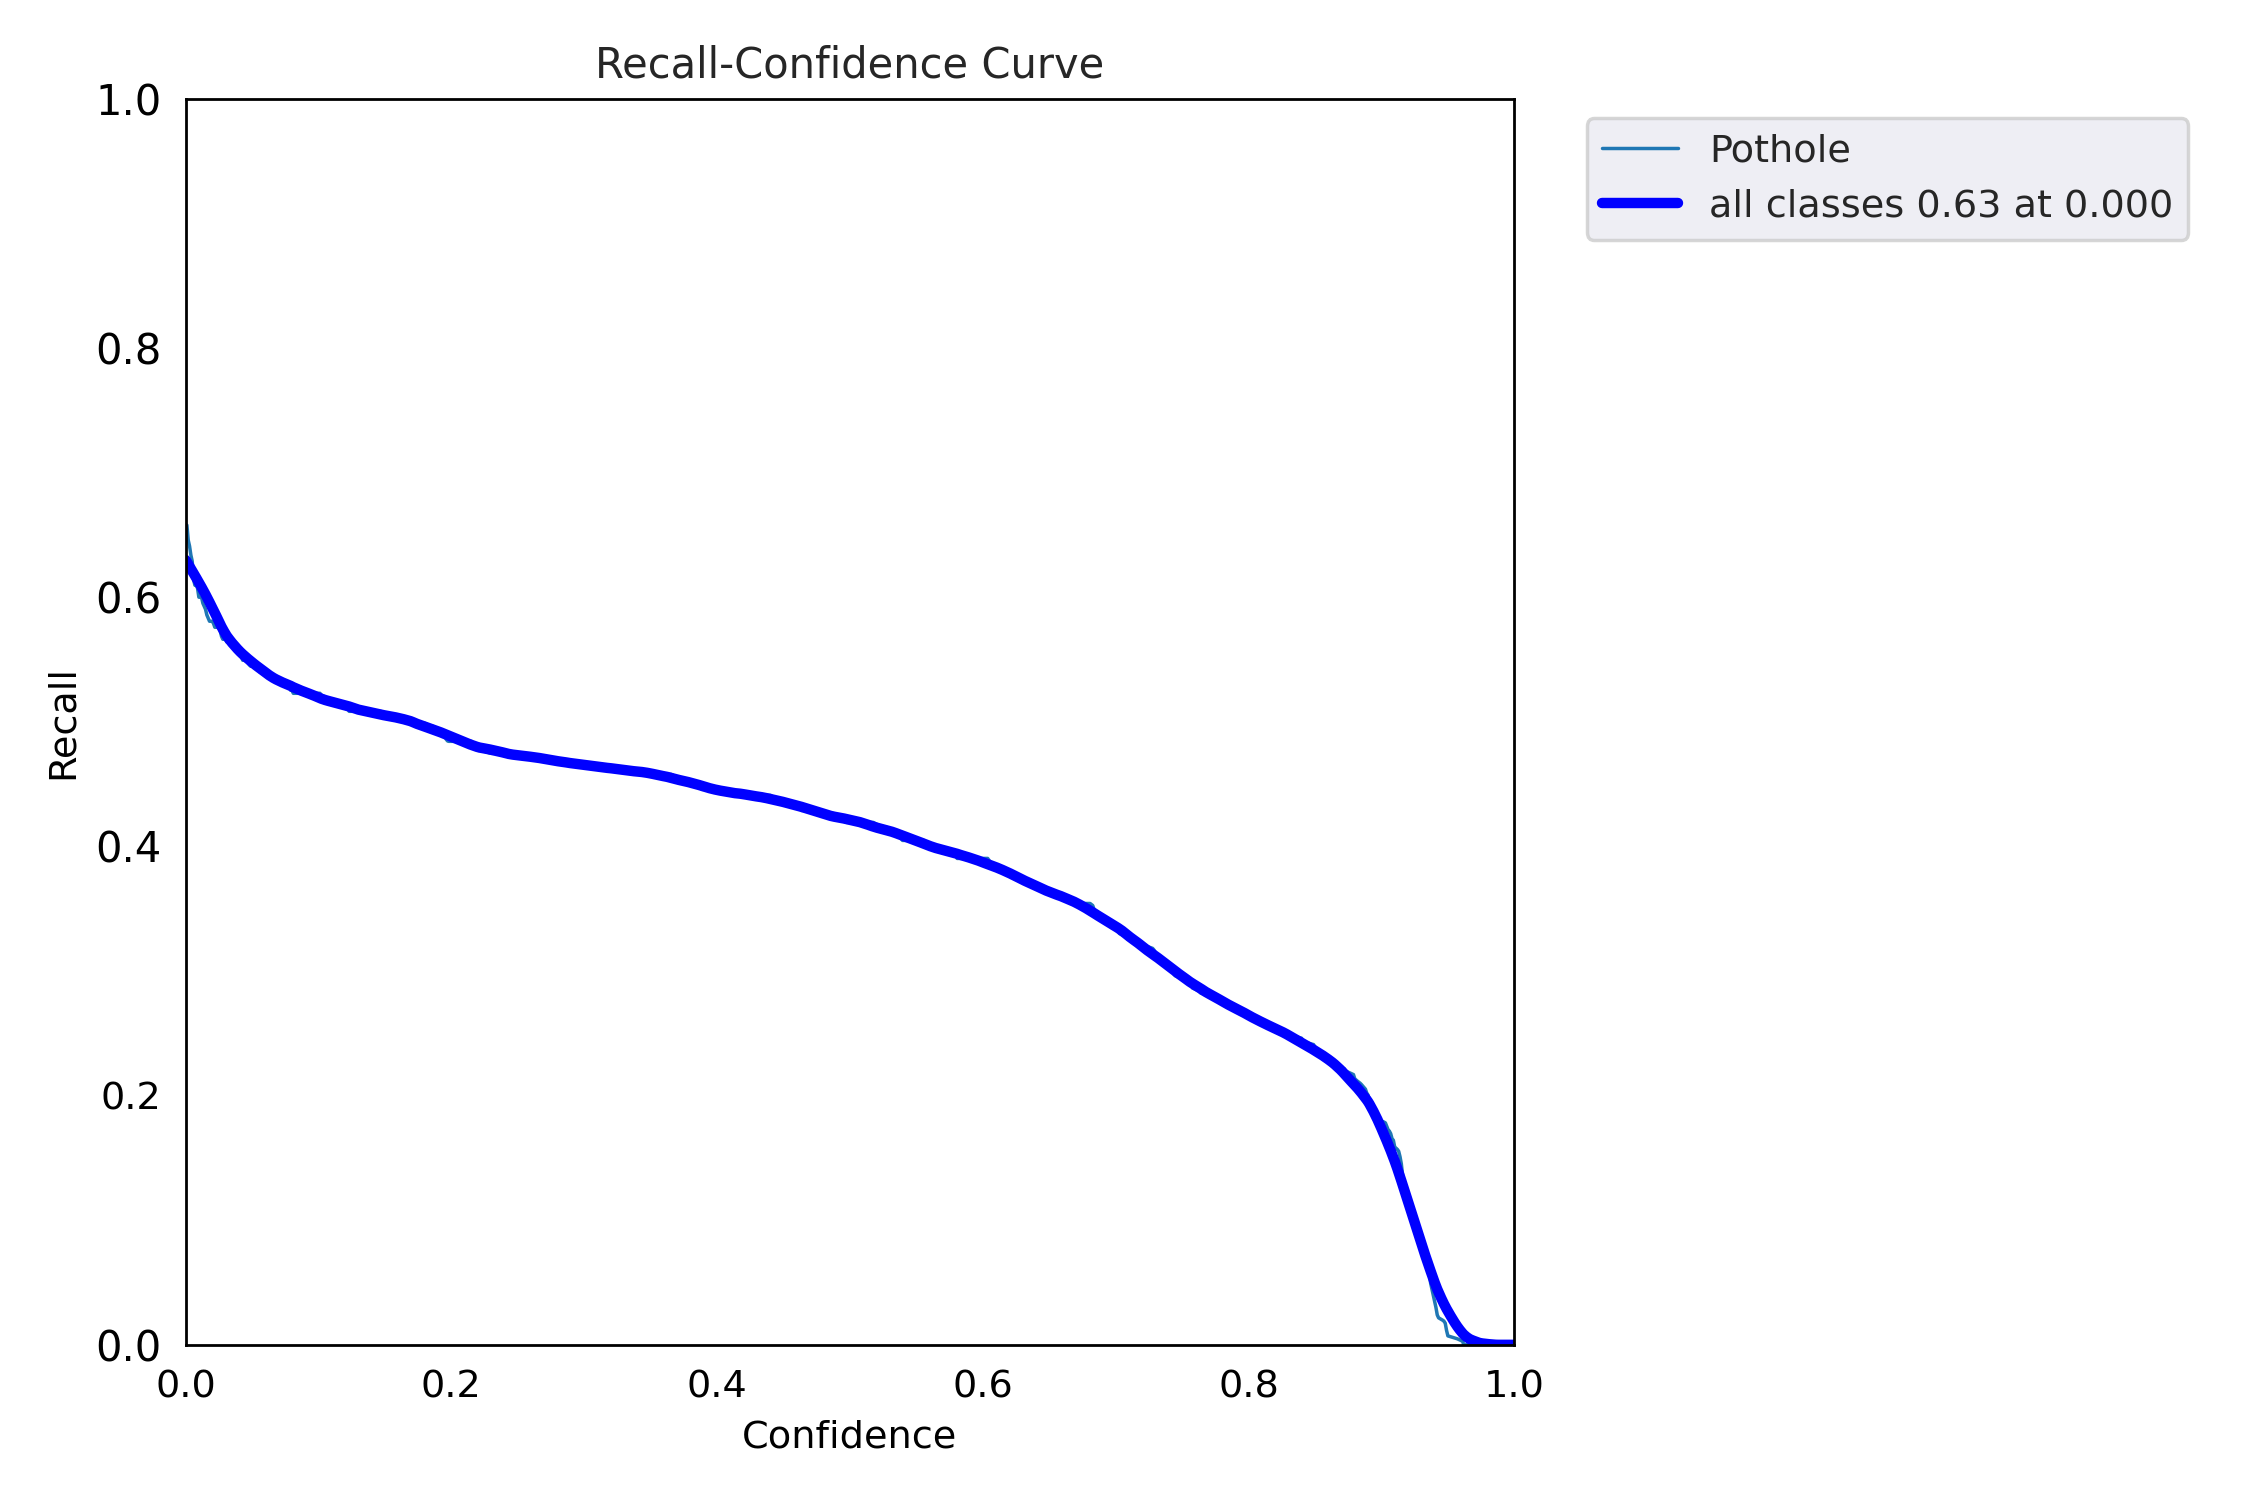 Recall-Confidence Curve
1.0
0.8
0.6
0.4
0.2
0.0
Recall
0.0 0.2 0.4 0.6 0.8 1.0
Confidence
Pothole
all classes 0.63 at 0.000